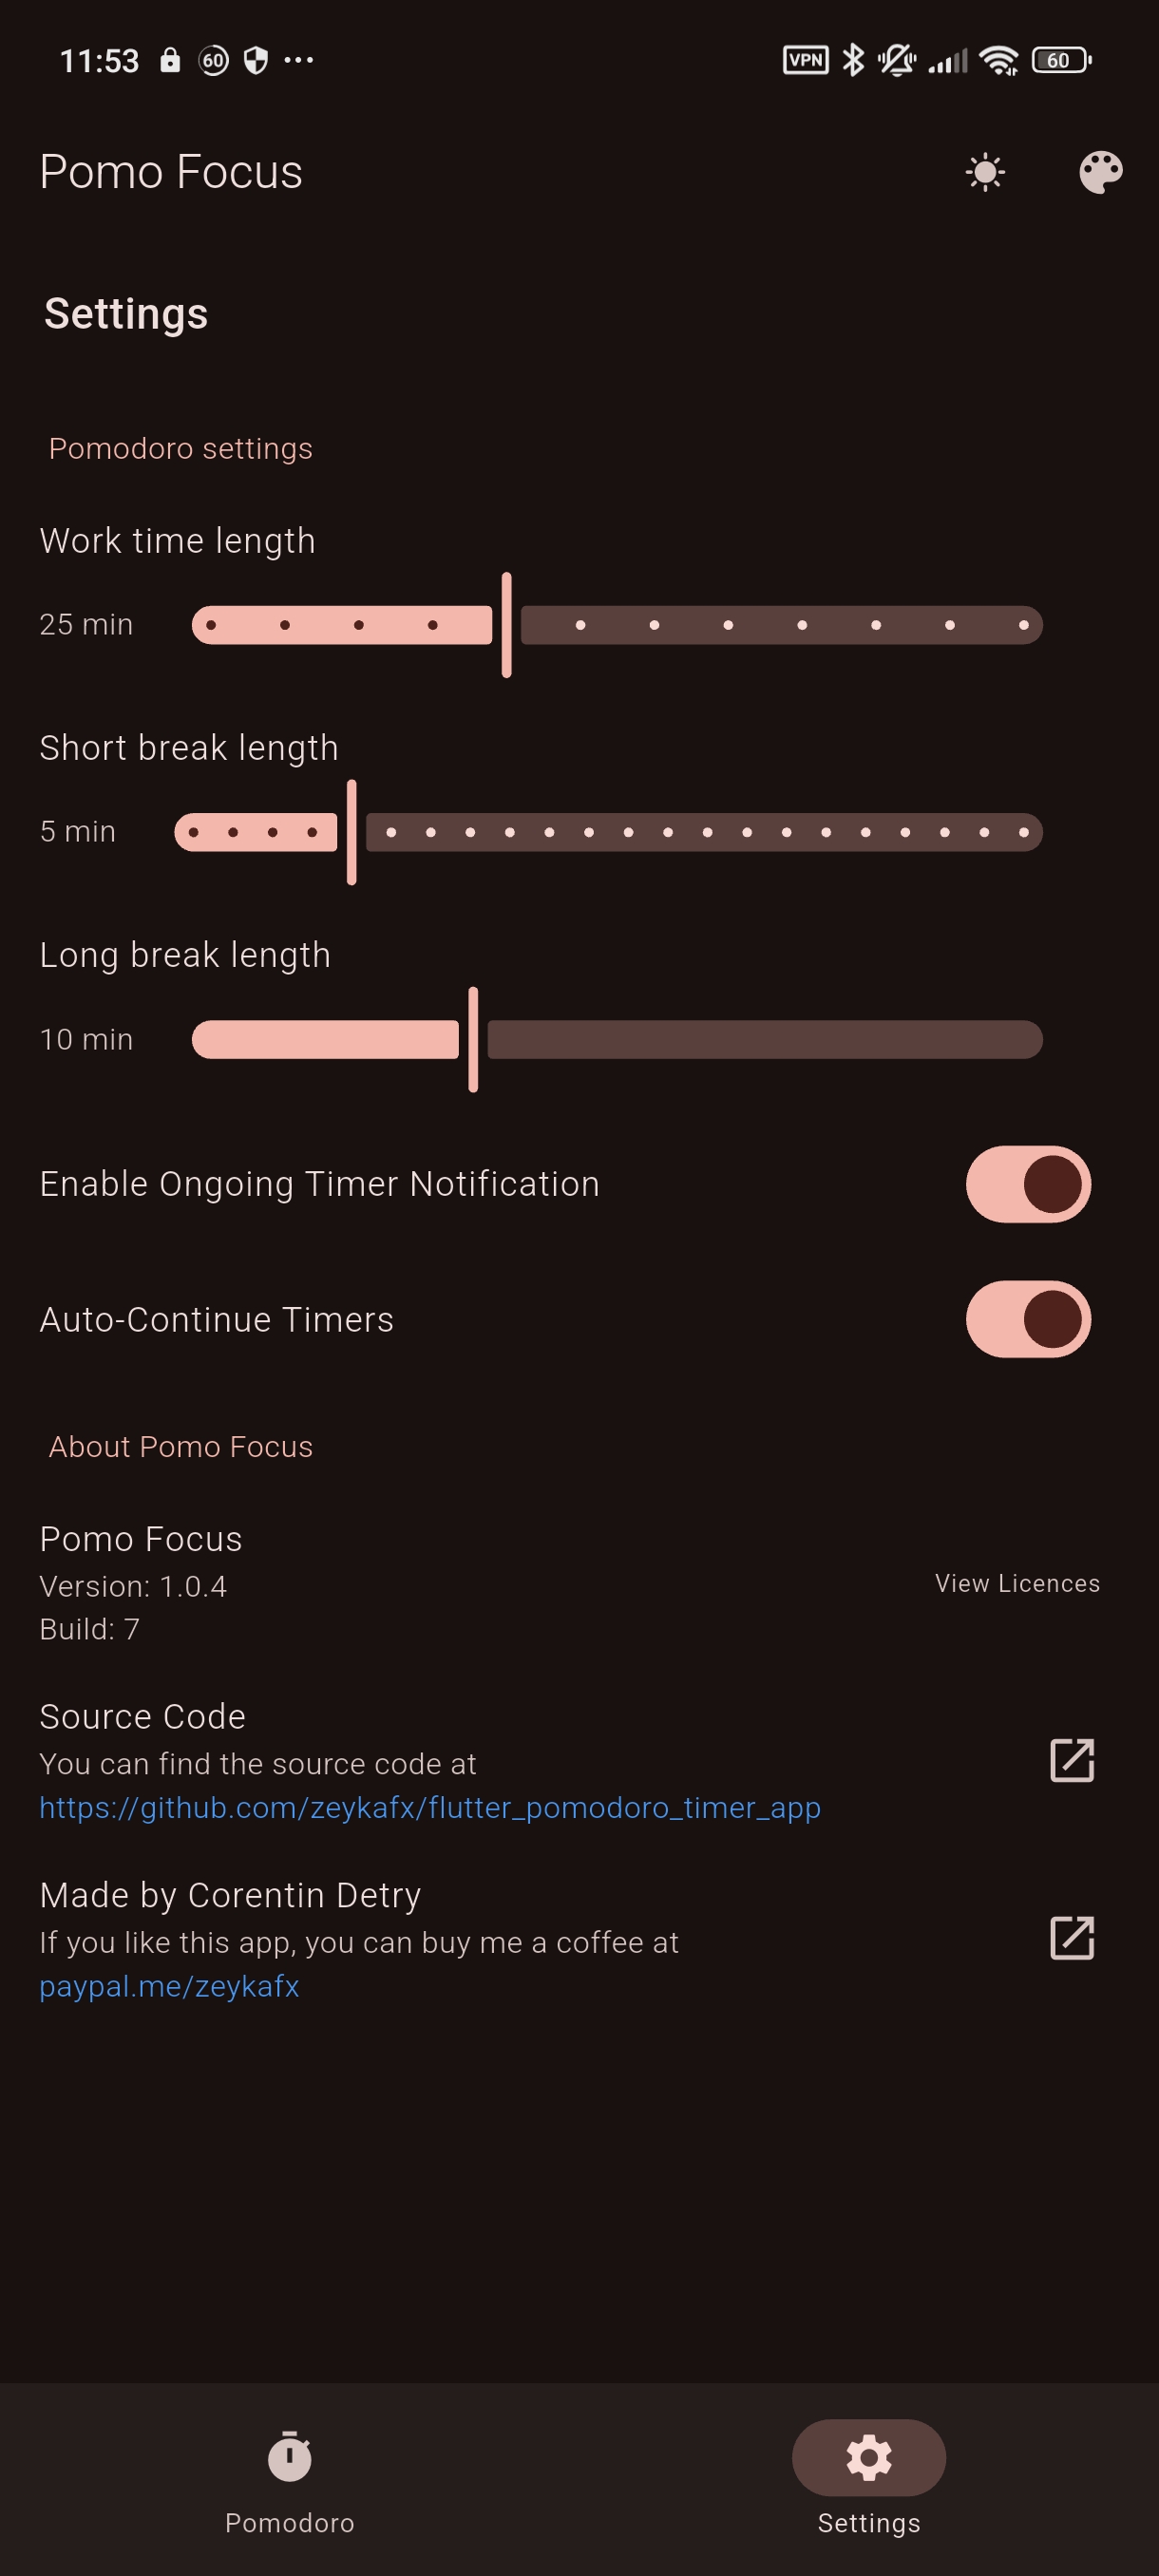 11:53 60 VPN 60
Pomo Focus
Settings
Pomodoro settings
Work time length
25 min
Short break length
5 min
Long break length
10 min
Enable Ongoing Timer Notification
Auto-Continue Timers
About Pomo Focus
Pomo Focus
Version: 1.0.4
View Licences
Build: 7
Source Code
You can find the source code at
https://github.com/zeykafx/flutter_pomodoro_timer_app
Made by Corentin Detry
If you like this app, you can buy me a coffee at
paypal.me/zeykafx
Pomodoro
Settings